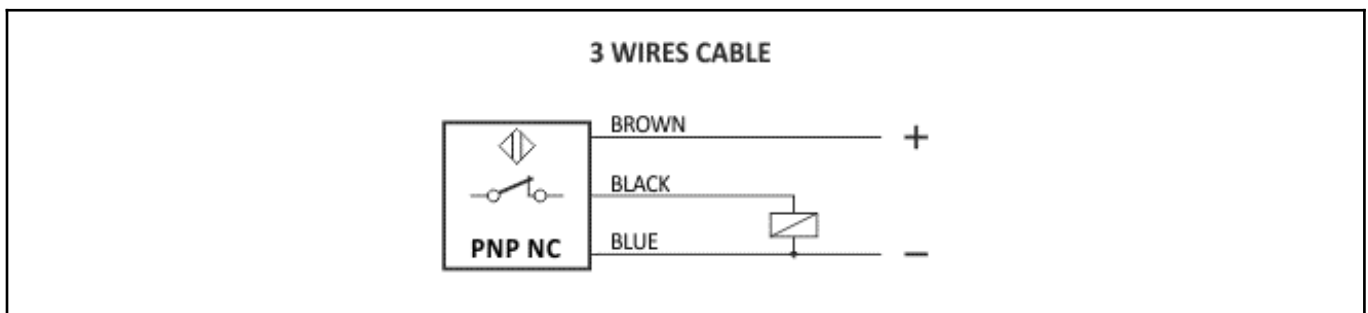 3 WIRES CABLE
BROWN
+
BLACK
PNP NC
BLUE
−